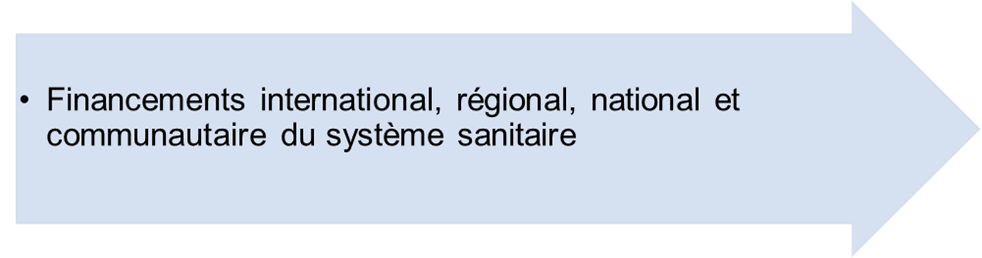 • Financements international, régional, national et
communautaire du système sanitaire